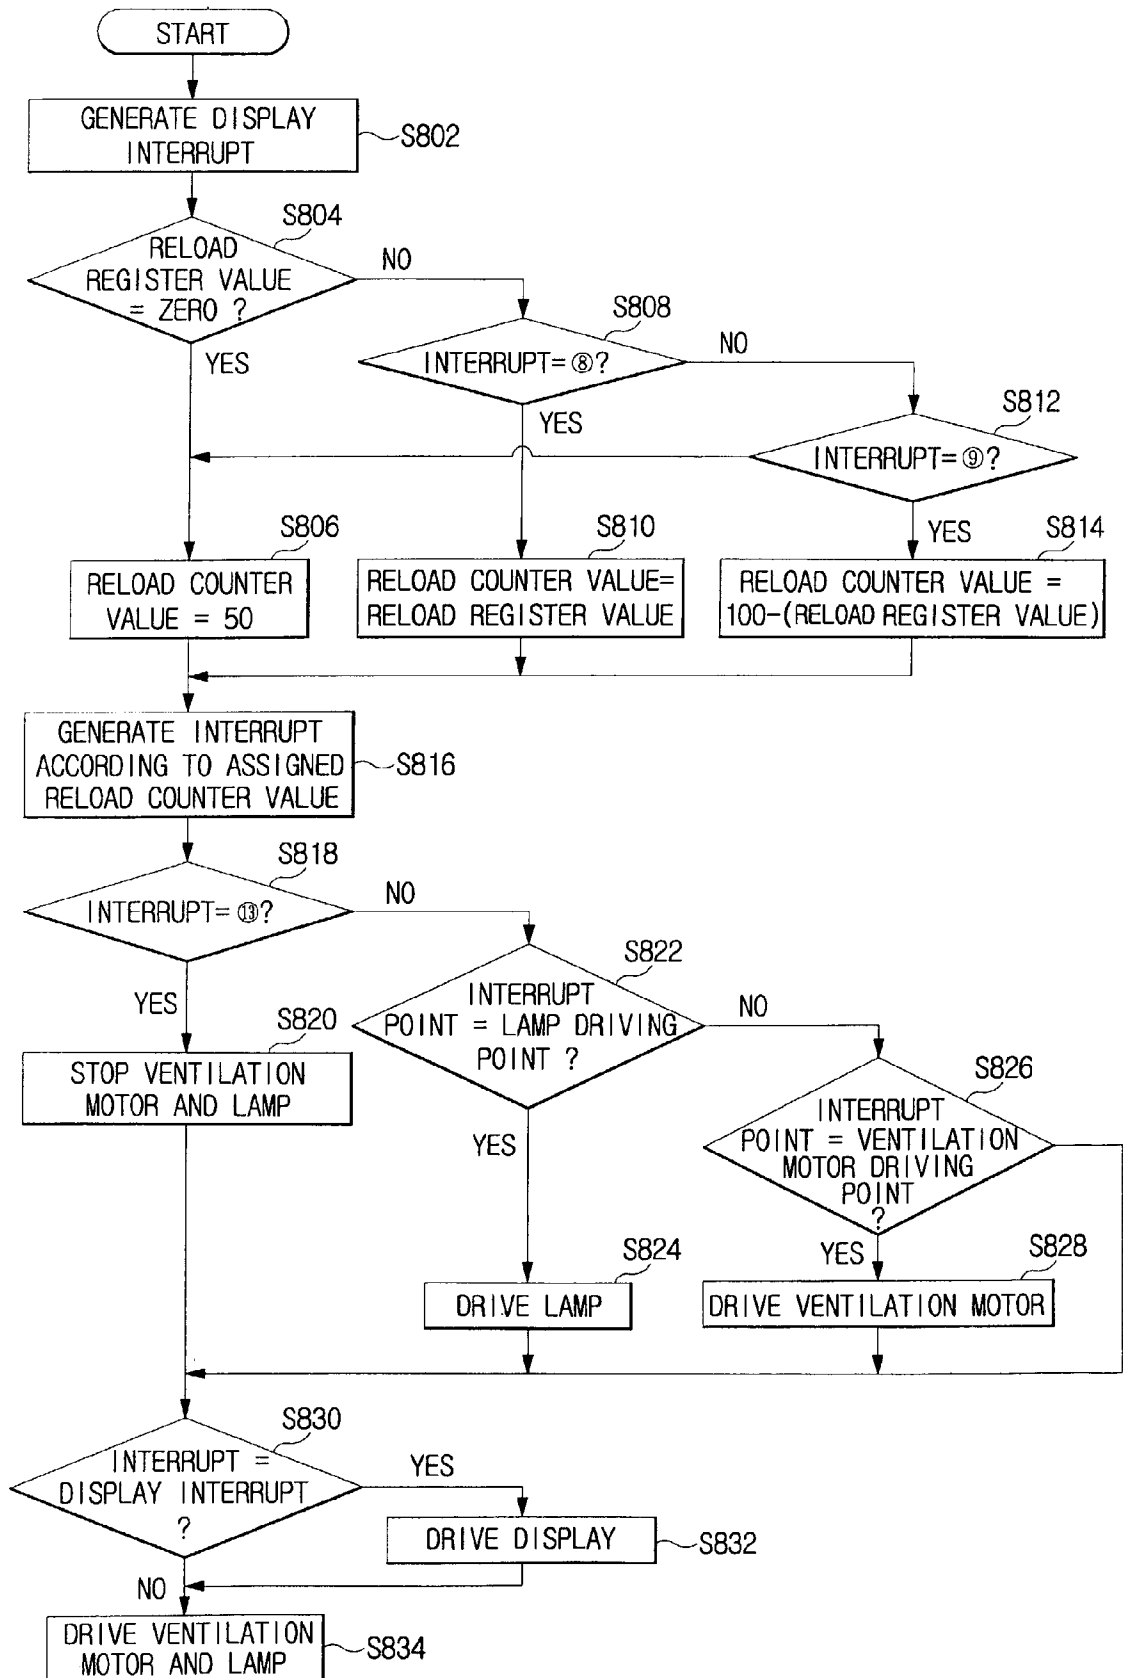 START
GENERATE DISPLAY
INTERRUPT
S802
S804
RELOAD
REGISTER VALUE
= ZERO ?
NO
YES
S808
INTERRUPT= ⑧?
NO
YES
S812
INTERRUPT= ⑨?
YES
S806
RELOAD COUNTER
VALUE = 50
S810
RELOAD COUNTER VALUE=
RELOAD REGISTER VALUE
S814
RELOAD COUNTER VALUE =
100-(RELOAD REGISTER VALUE)
GENERATE INTERRUPT
ACCORDING TO ASSIGNED
RELOAD COUNTER VALUE
S816
S818
INTERRUPT= ⑬?
NO
YES
S820
STOP VENTILATION
MOTOR AND LAMP
S822
INTERRUPT
POINT = LAMP DRIVING
POINT ?
NO
YES
S826
INTERRUPT
POINT = VENTILATION
MOTOR DRIVING
POINT
?
YES
S824
DRIVE LAMP
S828
DRIVE VENTILATION MOTOR
S830
INTERRUPT =
DISPLAY INTERRUPT
?
YES
DRIVE DISPLAY
S832
NO
DRIVE VENTILATION
MOTOR AND LAMP
S834